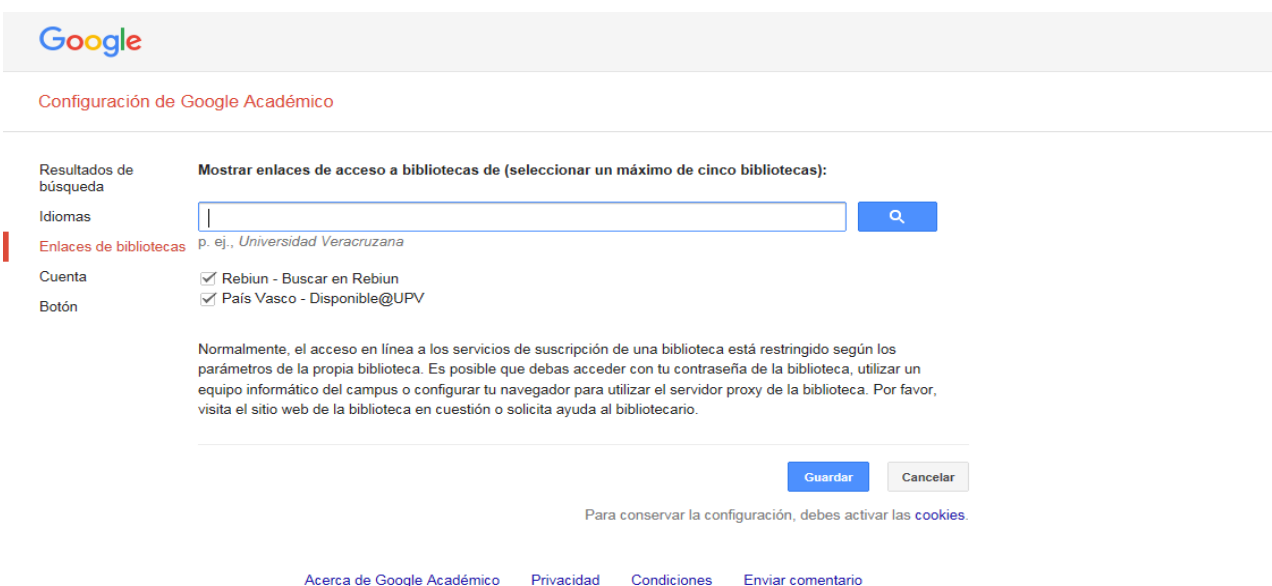 Google
Configuración de Google Académico
Resultados de búsqueda
Idiomas
Enlaces de bibliotecas
Cuenta
Botón
Mostrar enlaces de acceso a bibliotecas de (seleccionar un máximo de cinco bibliotecas):
p. ej., Universidad Veracruzana
Rebiun - Buscar en Rebiun
País Vasco - Disponible@UPV
Normalmente, el acceso en línea a los servicios de suscripción de una biblioteca está restringido según los
parámetros de la propia biblioteca. Es posible que debas acceder con tu contraseña de la biblioteca, utilizar un
equipo informático del campus o configurar tu navegador para utilizar el servidor proxy de la biblioteca. Por favor,
visita el sitio web de la biblioteca en cuestión o solicita ayuda al bibliotecario.
Guardar Cancelar
Para conservar la configuración, debes activar las cookies.
Acerca de Google Académico Privacidad Condiciones Enviar comentario